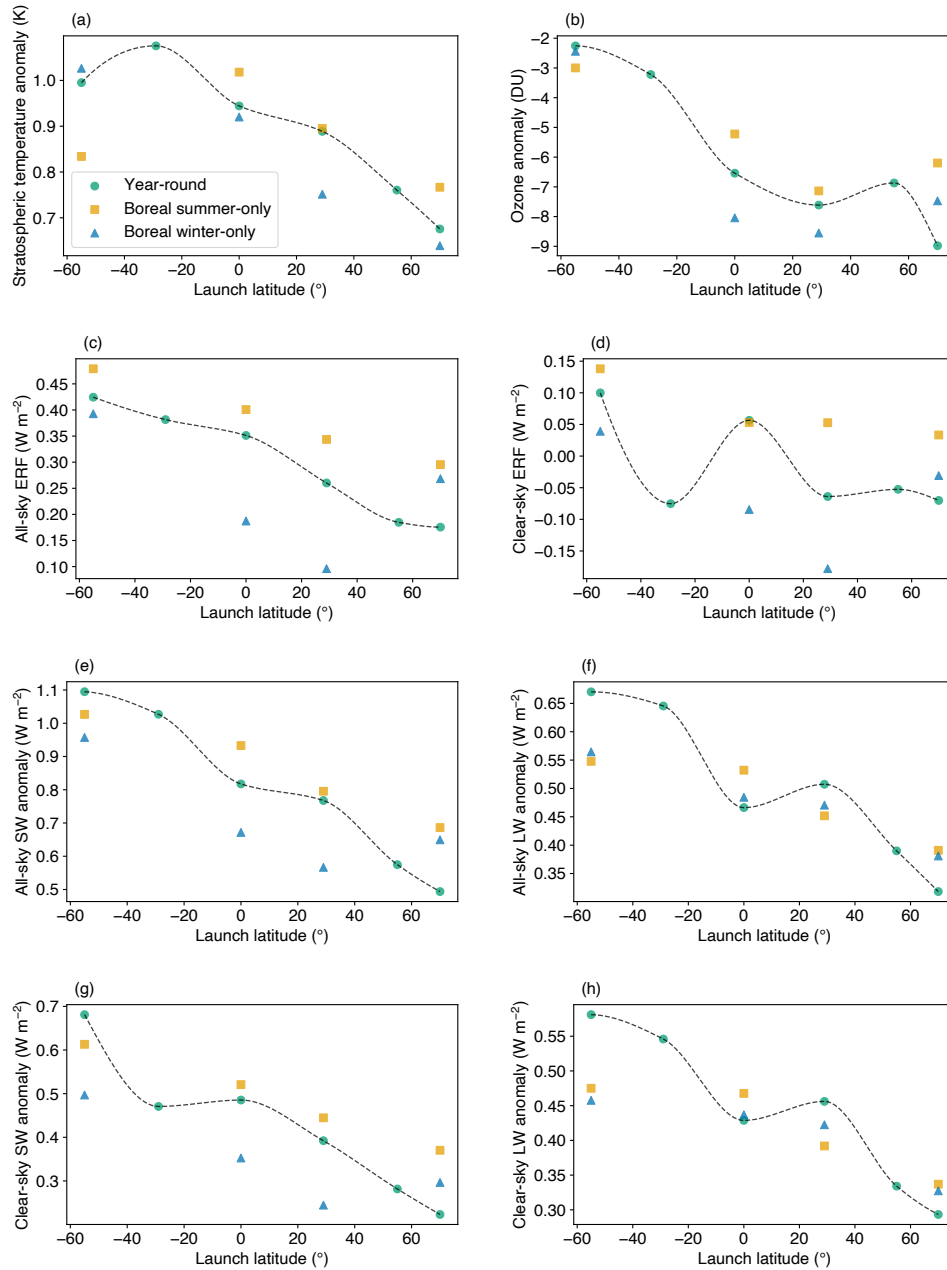 (a)
Stratospheric temperature anomaly (K)
1.0
0.9
0.8
0.7
Year-round
Boreal summer-only
Boreal winter-only
−60 −40 −20 0 20 40 60
Launch latitude (°)
(b)
Ozone anomaly (DU)
−2
−3
−4
−5
−6
−7
−8
−9
−60 −40 −20 0 20 40 60
Launch latitude (°)
(c)
All-sky ERF (W m⁻²)
0.45
0.40
0.35
0.30
0.25
0.20
0.15
0.10
−60 −40 −20 0 20 40 60
Launch latitude (°)
(d)
Clear-sky ERF (W m⁻²)
0.15
0.10
0.05
0.00
−0.05
−0.10
−0.15
−60 −40 −20 0 20 40 60
Launch latitude (°)
(e)
All-sky SW anomaly (W m⁻²)
1.1
1.0
0.9
0.8
0.7
0.6
0.5
−60 −40 −20 0 20 40 60
Launch latitude (°)
(f)
All-sky LW anomaly (W m⁻²)
0.65
0.60
0.55
0.50
0.45
0.40
0.35
−60 −40 −20 0 20 40 60
Launch latitude (°)
(g)
Clear-sky SW anomaly (W m⁻²)
0.7
0.6
0.5
0.4
0.3
−60 −40 −20 0 20 40 60
Launch latitude (°)
(h)
Clear-sky LW anomaly (W m⁻²)
0.55
0.50
0.45
0.40
0.35
0.30
−60 −40 −20 0 20 40 60
Launch latitude (°)